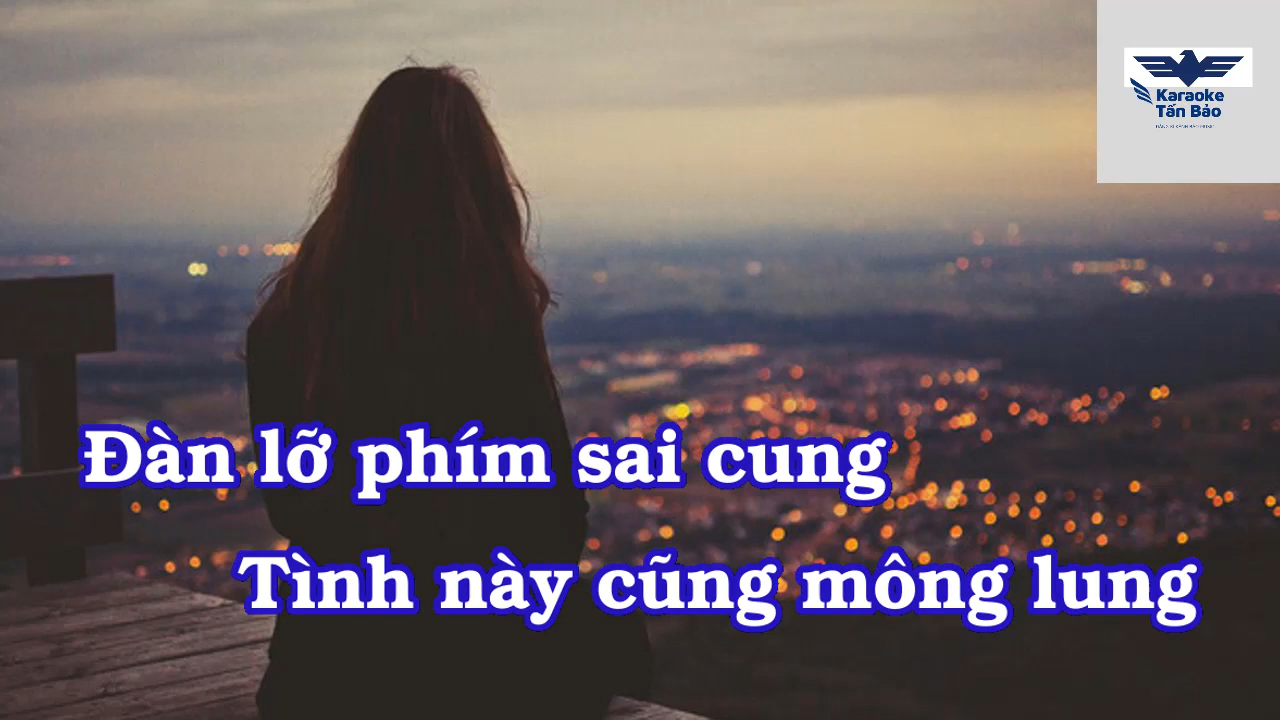 Karaoke
Tấn Bảo
Đàn lỡ phím sai cung
Tình này cũng mông lung